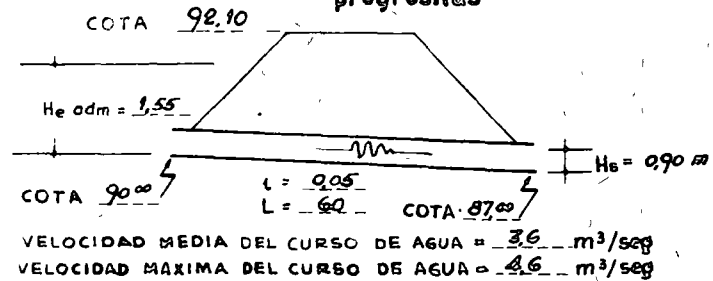 progresivas
COTA 92,10
He adm = 1,55
Hs = 0,90 m
i = 0,05
COTA 90,00
L = 60
COTA 87,00
VELOCIDAD MEDIA DEL CURSO DE AGUA = 3,6 m³/seg
VELOCIDAD MAXIMA DEL CURSO DE AGUA = 4,6 m³/seg